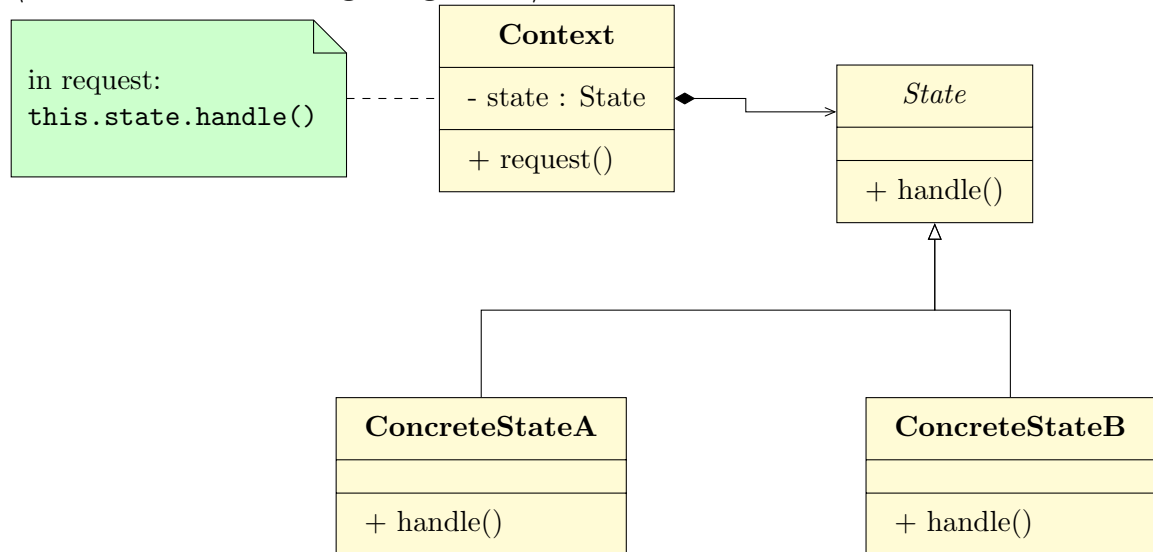 in request:
this.state.handle()
Context
- state : State
+ request()
State
+ handle()
ConcreteStateA
+ handle()
ConcreteStateB
+ handle()